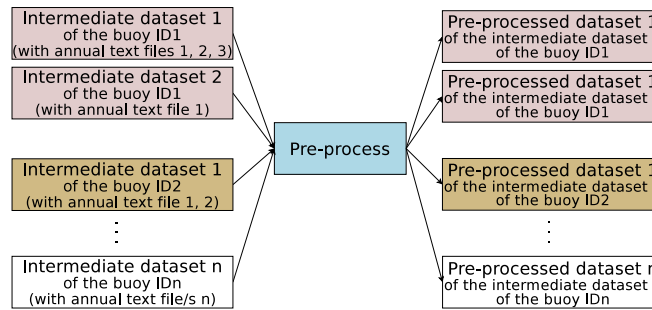 Intermediate dataset 1
of the buoy ID1
(with annual text files 1, 2, 3)
Intermediate dataset 2
of the buoy ID1
(with annual text file 1)
Intermediate dataset 1
of the buoy ID2
(with annual text file 1, 2)
Intermediate dataset n
of the buoy IDn
(with annual text file/s n)
Pre-process
Pre-processed dataset 1
of the intermediate dataset
of the buoy ID1
Pre-processed dataset 1
of the intermediate dataset
of the buoy ID1
Pre-processed dataset 1
of the intermediate dataset
of the buoy ID2
Pre-processed dataset n
of the intermediate dataset
of the buoy IDn